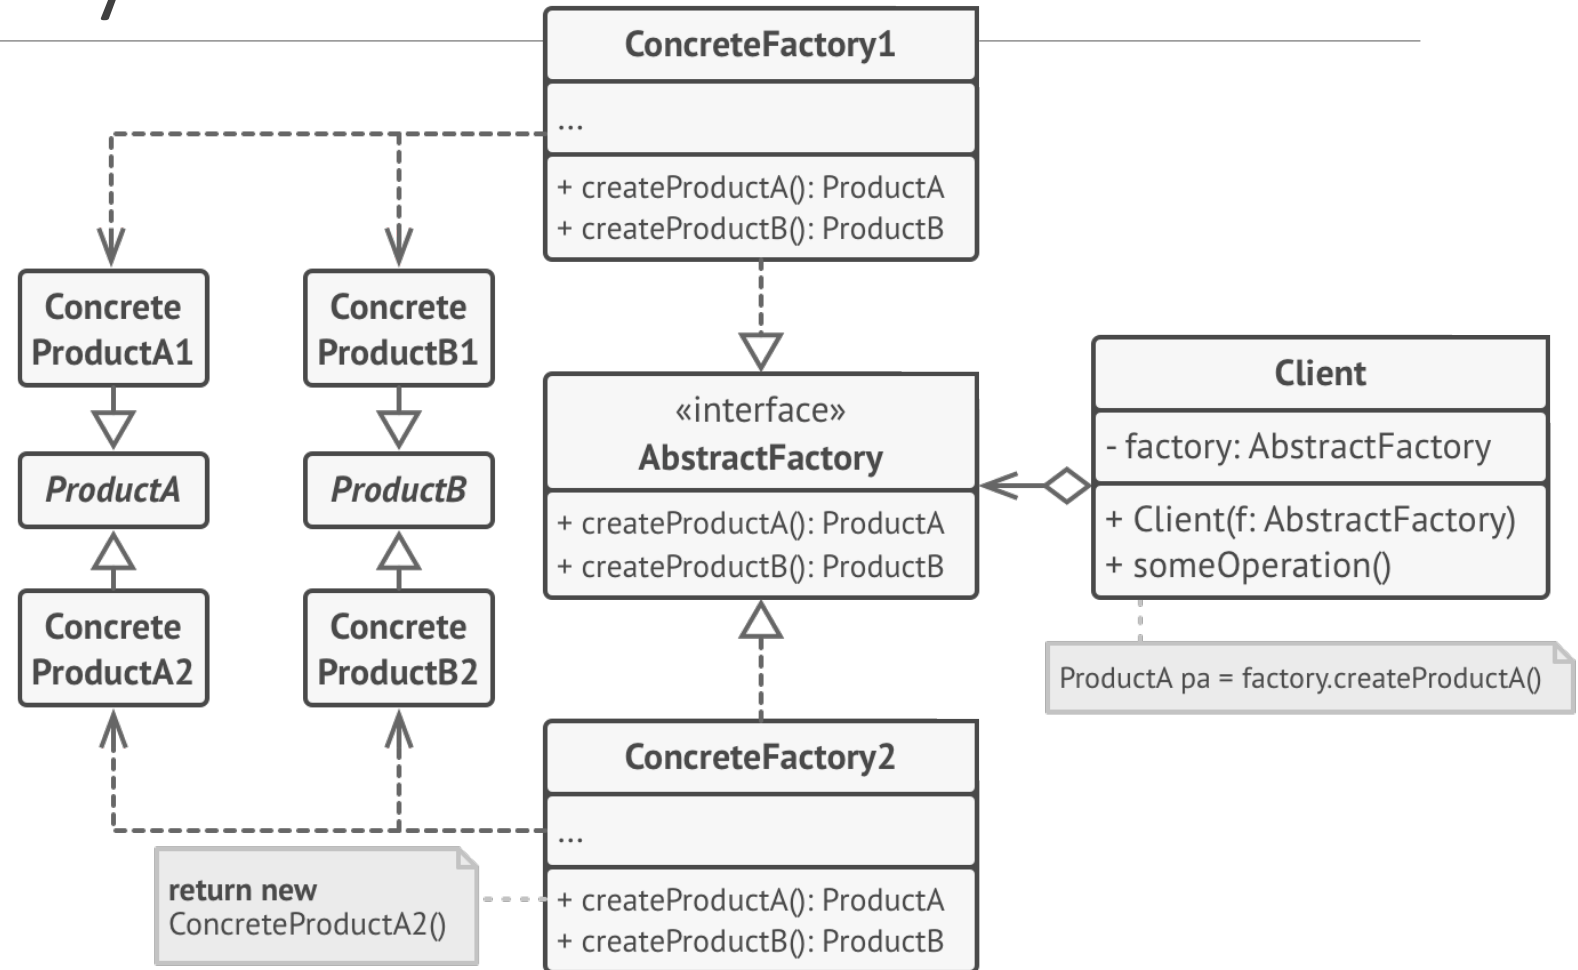 ConcreteFactory1
...
+ createProductA(): ProductA
+ createProductB(): ProductB
Concrete
ProductA1
Concrete
ProductB1
ProductA
ProductB
Concrete
ProductA2
Concrete
ProductB2
«interface»
AbstractFactory
+ createProductA(): ProductA
+ createProductB(): ProductB
Client
- factory: AbstractFactory
+ Client(f: AbstractFactory)
+ someOperation()
ProductA pa = factory.createProductA()
ConcreteFactory2
...
+ createProductA(): ProductA
+ createProductB(): ProductB
return new
ConcreteProductA2()